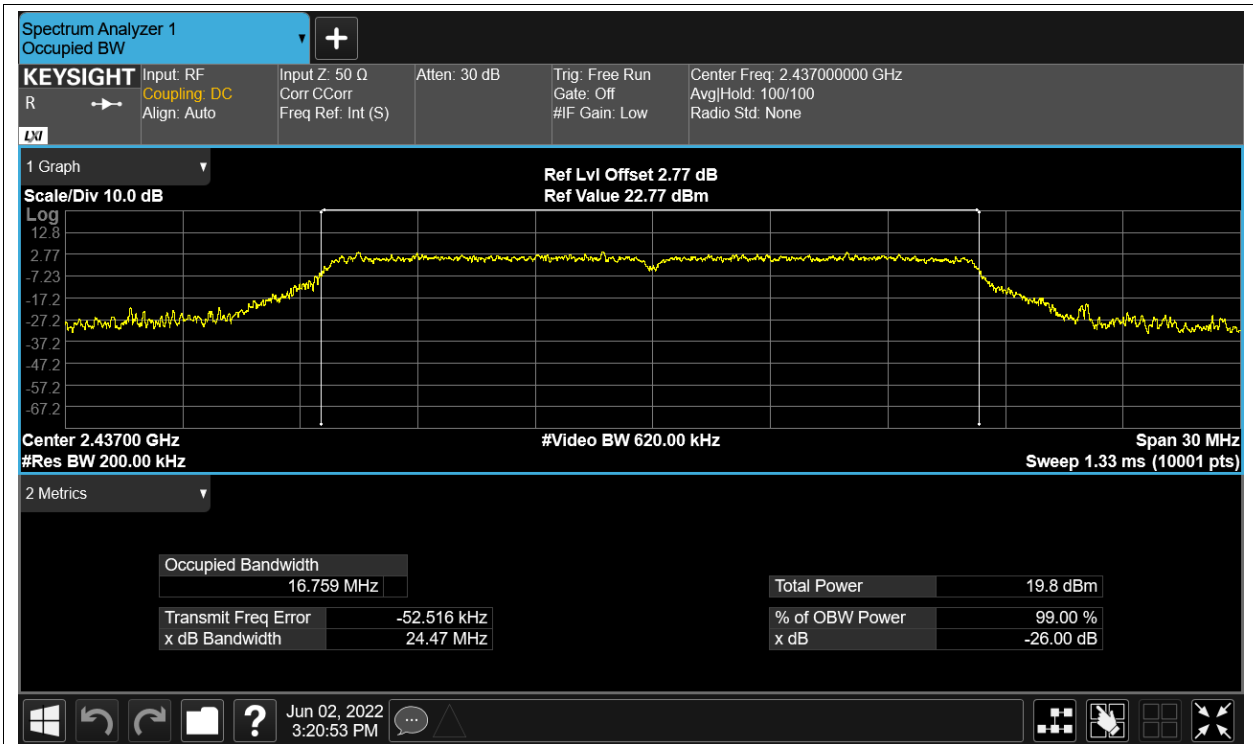 Spectrum Analyzer 1
Occupied BW
KEYSIGHT
R
LXI
Input: RF
Coupling: DC
Align: Auto
Input Z: 50 Ω
Corr CCorr
Freq Ref: Int (S)
Atten: 30 dB
Trig: Free Run
Gate: Off
#IF Gain: Low
Center Freq: 2.437000000 GHz
Avg|Hold: 100/100
Radio Std: None
1 Graph
Scale/Div 10.0 dB
Ref Lvl Offset 2.77 dB
Ref Value 22.77 dBm
Log
12.8
2.77
-7.23
-17.2
-27.2
-37.2
-47.2
-57.2
-67.2
Center 2.43700 GHz
#Res BW 200.00 kHz
#Video BW 620.00 kHz
Span 30 MHz
Sweep 1.33 ms (10001 pts)
2 Metrics
Occupied Bandwidth
16.759 MHz
Transmit Freq Error -52.516 kHz
x dB Bandwidth 24.47 MHz
Total Power 19.8 dBm
% of OBW Power 99.00 %
x dB -26.00 dB
Jun 02, 2022
3:20:53 PM